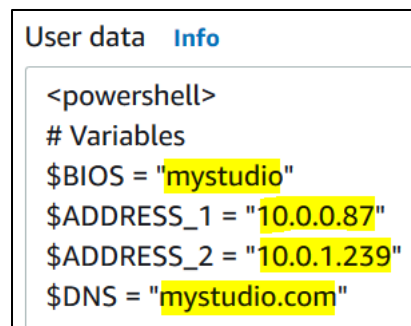 User data Info
<powershell>
# Variables
$BIOS = "mystudio"
$ADDRESS_1 = "10.0.0.87"
$ADDRESS_2 = "10.0.1.239"
$DNS = "mystudio.com"